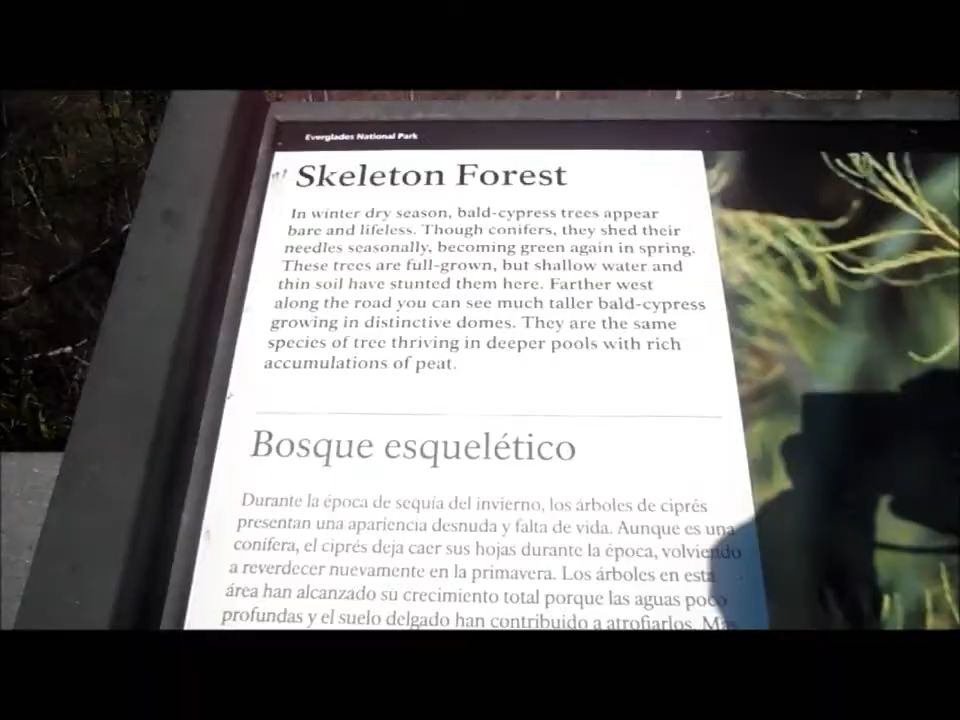 Everglades National Park
Skeleton Forest
In winter dry season, bald-cypress trees appear
bare and lifeless. Though conifers, they shed their
needles seasonally, becoming green again in spring.
These trees are full-grown, but shallow water and
thin soil have stunted them here. Farther west
along the road you can see much taller bald-cypress
growing in distinctive domes. They are the same
species of tree thriving in deeper pools with rich
accumulations of peat.
Bosque esquelético
Durante la época de sequía del invierno, los árboles de ciprés
presentan una apariencia desnuda y falta de vida. Aunque es una
conífera, el ciprés deja caer sus hojas durante la época, volviendo
a reverdecer nuevamente en la primavera. Los árboles en esta
área han alcanzado su crecimiento total porque las aguas poco
profundas y el suelo delgado han contribuido a atrofiarlos. Más